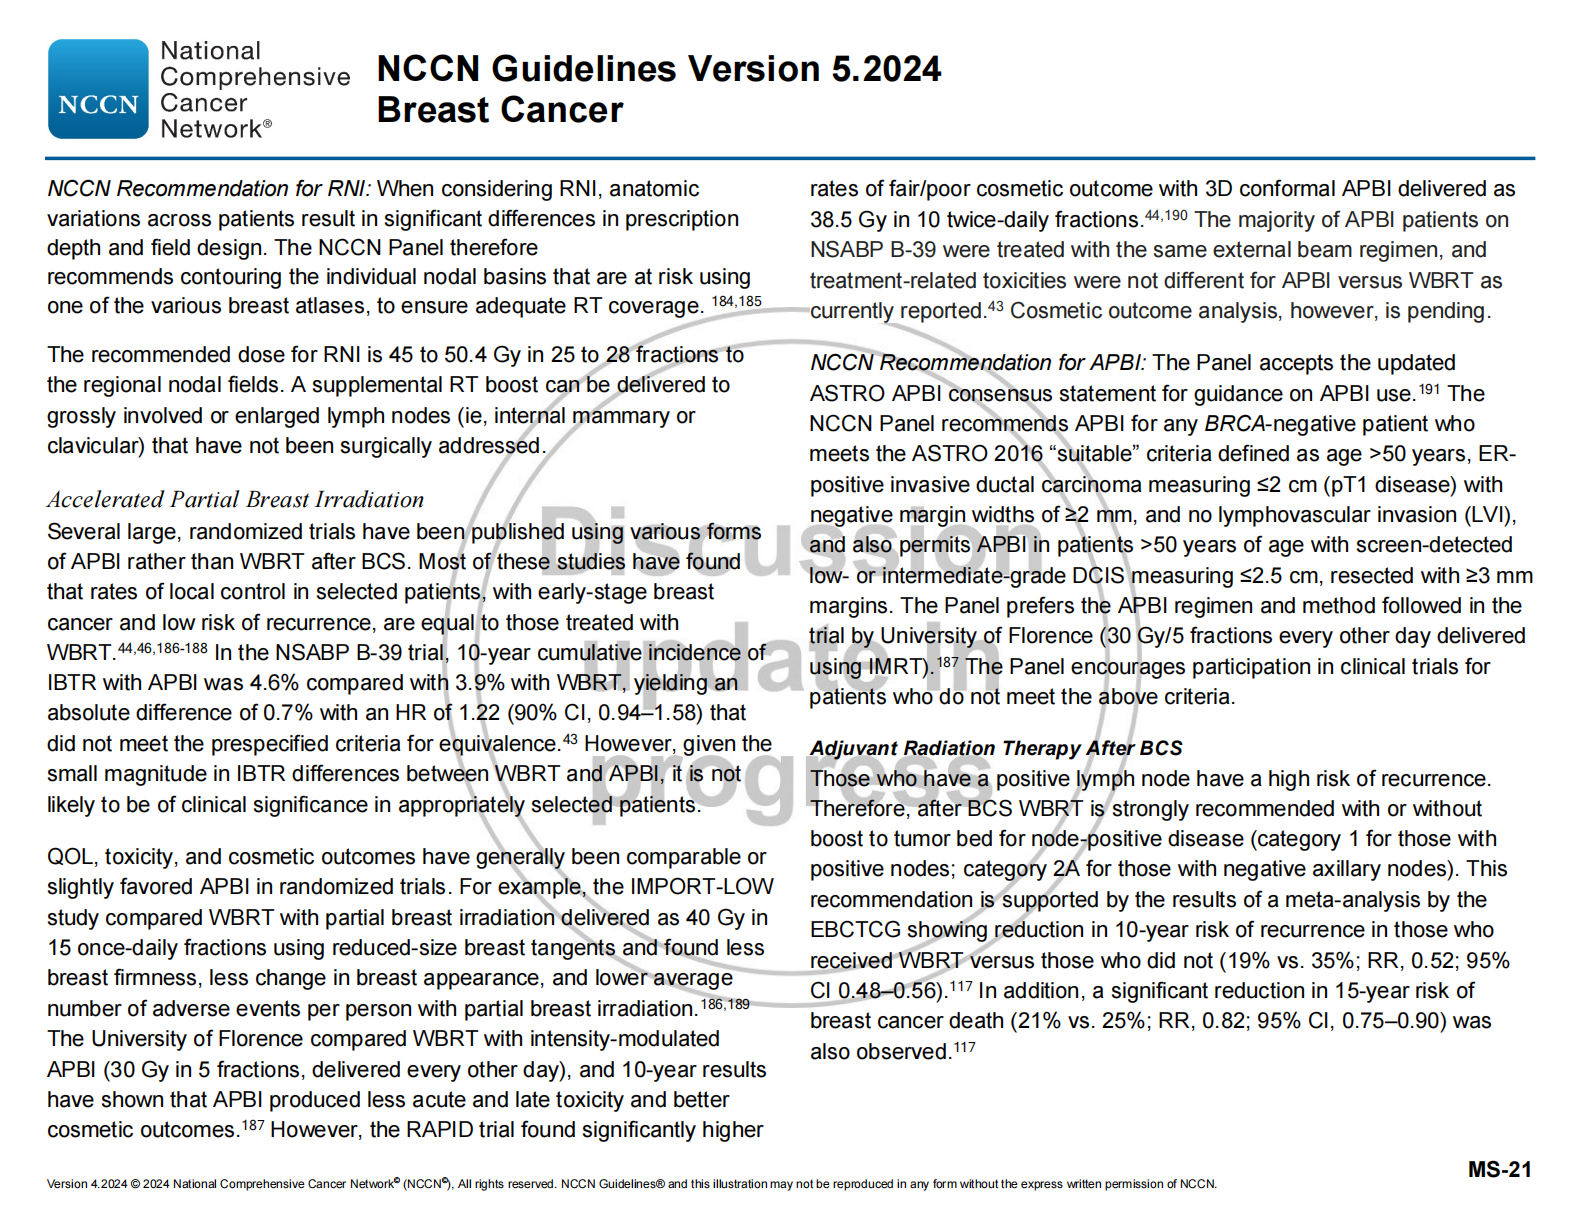 National
Comprehensive
Cancer
Network®
NCCN
NCCN Guidelines Version 5.2024
Breast Cancer
NCCN Recommendation for RNI: When considering RNI, anatomic
variations across patients result in significant differences in prescription
depth and field design. The NCCN Panel therefore
recommends contouring the individual nodal basins that are at risk using
one of the various breast atlases, to ensure adequate RT coverage. 184,185
The recommended dose for RNI is 45 to 50.4 Gy in 25 to 28 fractions to
the regional nodal fields. A supplemental RT boost can be delivered to
grossly involved or enlarged lymph nodes (ie, internal mammary or
clavicular) that have not been surgically addressed.
Accelerated Partial Breast Irradiation
Several large, randomized trials have been published using various forms
of APBI rather than WBRT after BCS. Most of these studies have found
that rates of local control in selected patients, with early-stage breast
cancer and low risk of recurrence, are equal to those treated with
WBRT.44,46,186-188 In the NSABP B-39 trial, 10-year cumulative incidence of
IBTR with APBI was 4.6% compared with 3.9% with WBRT, yielding an
absolute difference of 0.7% with an HR of 1.22 (90% CI, 0.94–1.58) that
did not meet the prespecified criteria for equivalence.43 However, given the
small magnitude in IBTR differences between WBRT and APBI, it is not
likely to be of clinical significance in appropriately selected patients.
QOL, toxicity, and cosmetic outcomes have generally been comparable or
slightly favored APBI in randomized trials. For example, the IMPORT-LOW
study compared WBRT with partial breast irradiation delivered as 40 Gy in
15 once-daily fractions using reduced-size breast tangents and found less
breast firmness, less change in breast appearance, and lower average
number of adverse events per person with partial breast irradiation.186,189
The University of Florence compared WBRT with intensity-modulated
APBI (30 Gy in 5 fractions, delivered every other day), and 10-year results
have shown that APBI produced less acute and late toxicity and better
cosmetic outcomes.187 However, the RAPID trial found significantly higher
rates of fair/poor cosmetic outcome with 3D conformal APBI delivered as
38.5 Gy in 10 twice-daily fractions.44,190 The majority of APBI patients on
NSABP B-39 were treated with the same external beam regimen, and
treatment-related toxicities were not different for APBI versus WBRT as
currently reported.43 Cosmetic outcome analysis, however, is pending.
NCCN Recommendation for APBI: The Panel accepts the updated
ASTRO APBI consensus statement for guidance on APBI use.191 The
NCCN Panel recommends APBI for any BRCA-negative patient who
meets the ASTRO 2016 “suitable” criteria defined as age >50 years, ER-
positive invasive ductal carcinoma measuring ≤2 cm (pT1 disease) with
negative margin widths of ≥2 mm, and no lymphovascular invasion (LVI),
and also permits APBI in patients >50 years of age with screen-detected
low- or intermediate-grade DCIS measuring ≤2.5 cm, resected with ≥3 mm
margins. The Panel prefers the APBI regimen and method followed in the
trial by University of Florence (30 Gy/5 fractions every other day delivered
using IMRT).187 The Panel encourages participation in clinical trials for
patients who do not meet the above criteria.
Adjuvant Radiation Therapy After BCS
Those who have a positive lymph node have a high risk of recurrence.
Therefore, after BCS WBRT is strongly recommended with or without
boost to tumor bed for node-positive disease (category 1 for those with
positive nodes; category 2A for those with negative axillary nodes). This
recommendation is supported by the results of a meta-analysis by the
EBCTCG showing reduction in 10-year risk of recurrence in those who
received WBRT versus those who did not (19% vs. 35%; RR, 0.52; 95%
CI 0.48–0.56).117 In addition, a significant reduction in 15-year risk of
breast cancer death (21% vs. 25%; RR, 0.82; 95% CI, 0.75–0.90) was
also observed.117
Discussion
update in
progress
MS-21
Version 4.2024 © 2024 National Comprehensive Cancer Network© (NCCN©), All rights reserved. NCCN Guidelines® and this illustration may not be reproduced in any form without the express written permission of NCCN.